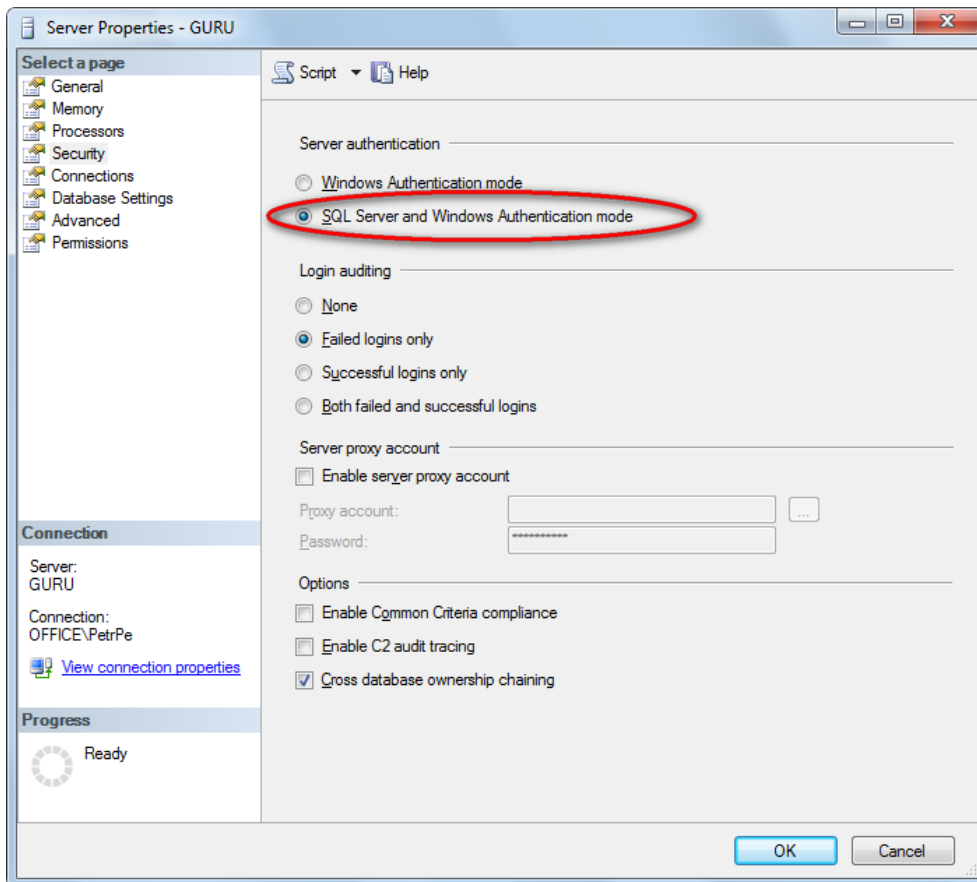 Server Properties - GURU
Select a page
General
Memory
Processors
Security
Connections
Database Settings
Advanced
Permissions
Connection
Server:
GURU
Connection:
OFFICE\PetrPe
View connection properties
Progress
Ready
Script
Help
Server authentication
Windows Authentication mode
SQL Server and Windows Authentication mode
Login auditing
None
Failed logins only
Successful logins only
Both failed and successful logins
Server proxy account
Enable server proxy account
Proxy account:
...
Password:
**********
Options
Enable Common Criteria compliance
Enable C2 audit tracing
Cross database ownership chaining
OK
Cancel